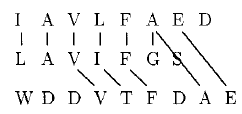 I A V L F A E D
L A V I F G S
W D D V T F D A E